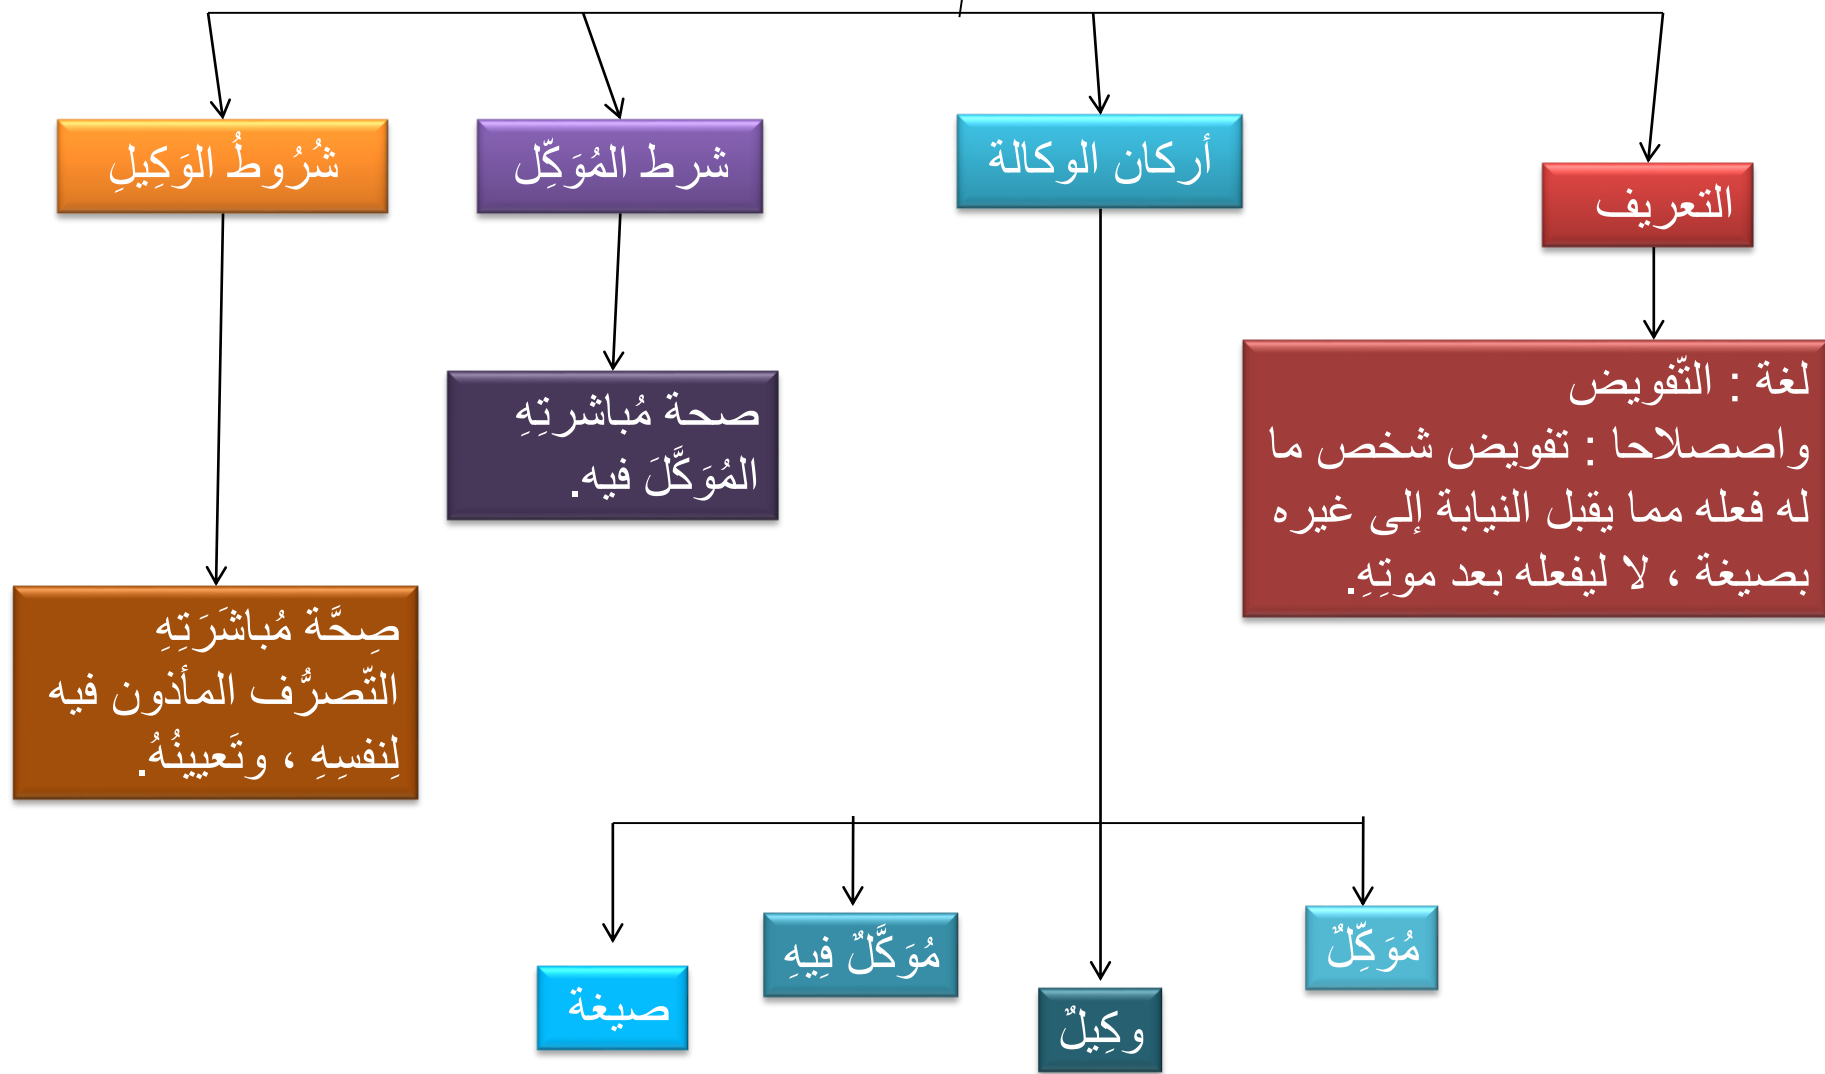 التعريف
أركان الوكالة
شرط المُوَكِّل
شُرُوطُ الوَكِيلِ
لغة : التّفويض
واصصلاحا : تفويض شخص ما
له فعله مما يقبل النيابة إلى غيره
بصيغة ، لا ليفعله بعد موتِهِ.
صحة مُباشرتِهِ
المُوَكَّلَ فيه.
صِحَّة مُباشَرَتِهِ
التّصرُّف المأذون فيه
لِنفسِهِ ، وتَعيينُهُ.
مُوَكِّلٌ
وكِيلٌ
مُوَكَّلٌ فِيهِ
صيغة